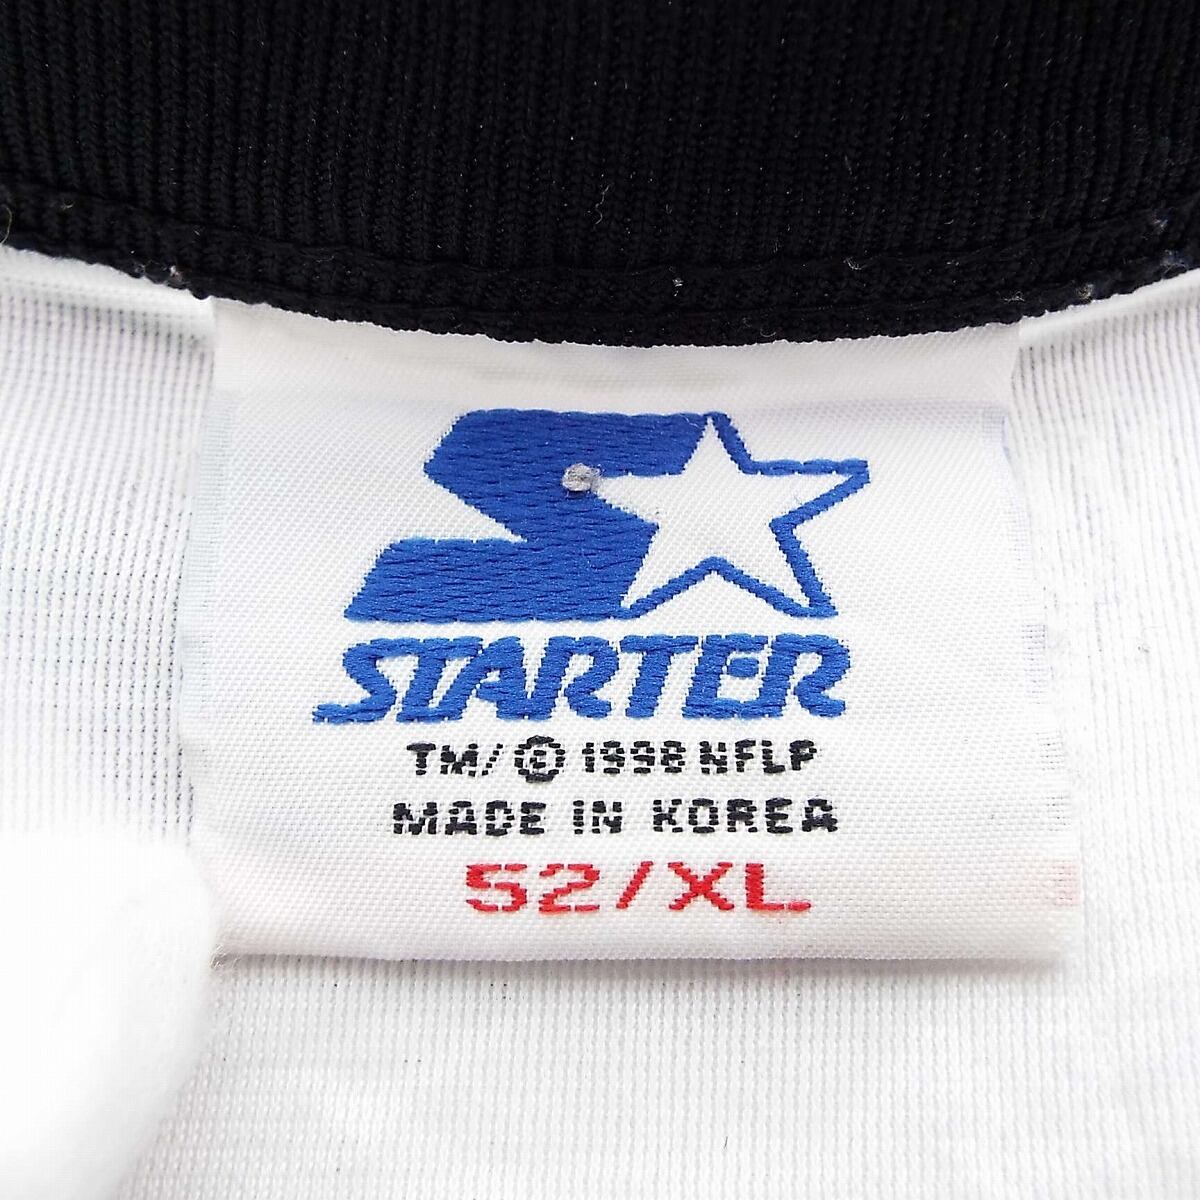 STARTER
TM/© 1998 NFLP
MADE IN KOREA
52/XL